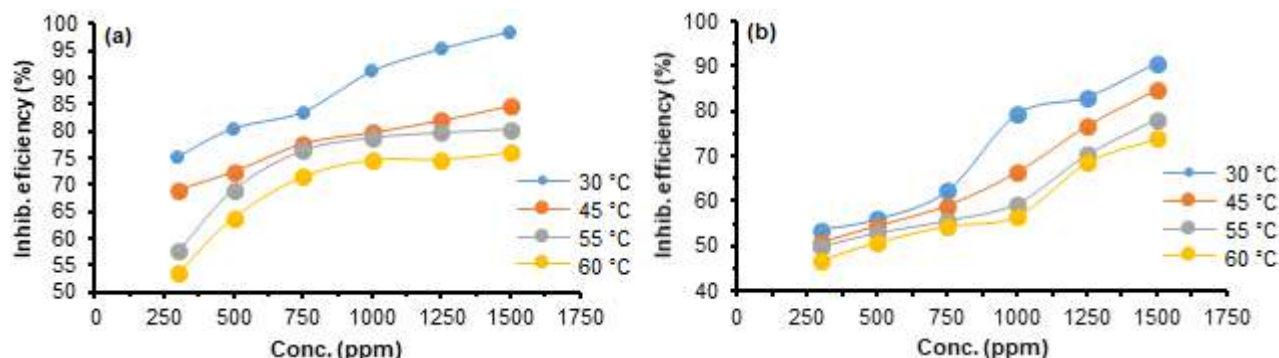 (a)
Inhib. eficiency (%)
100
95
90
85
80
75
70
65
60
55
50
0 250 500 750 1000 1250 1500 1750
Conc. (ppm)
30 °C
45 °C
55 °C
60 °C
(b)
Inhib. efficiency (%)
100
90
80
70
60
50
40
0 250 500 750 1000 1250 1500 1750
Conc. (ppm)
30 °C
45 °C
55 °C
60 °C